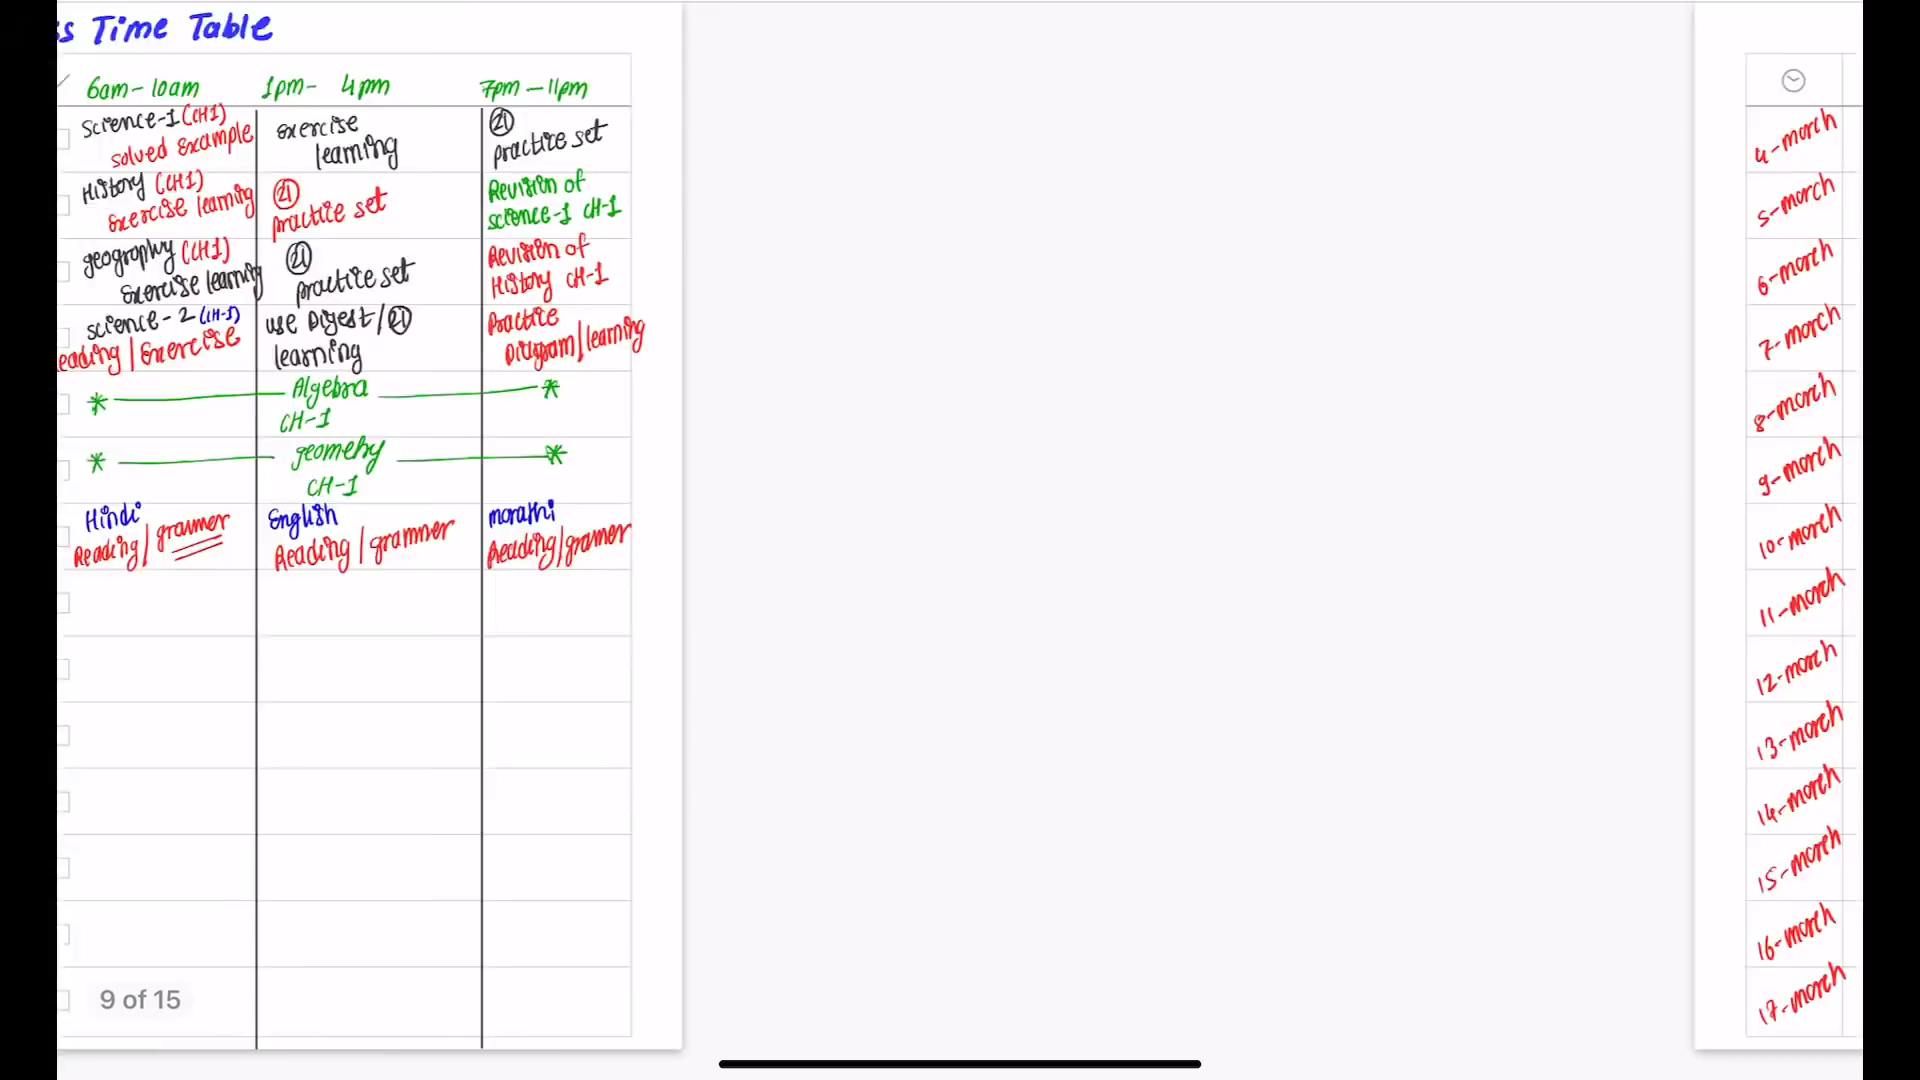 Time Table
6am-10am 1pm- 4pm 7pm-11pm
Science-1 (CH1) exercise 21
solved Example learning practice set
History (CH1) 21 Revision of
Exercise learning practice set science-1 CH-1
geography (CH1) 21 Revision of
Exercise learning practice set History CH-1
science-2 (CH-1) use Digest/21 Practice
eading/Exercise learning Diagram/learning
* Algebra *
CH-1
* geometry *
CH-1
Hindi English marathi
Reading/grammer Reading/grammer Reading/gramer
9 of 15
4-march
5-march
6-march
7-march
8-march
9-march
10-march
11-march
12-march
13-march
14-march
15-march
16-march
17-march